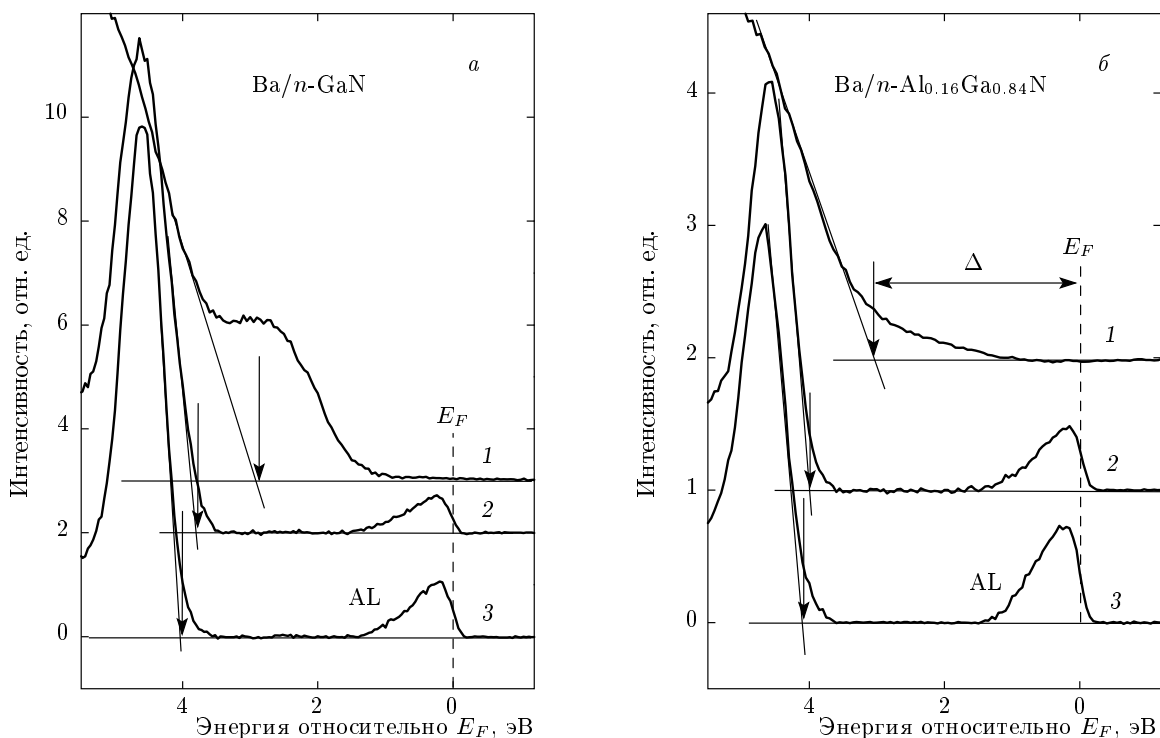 а
Ba/n-GaN
Интенсивность, отн. ед.
10
8
6
4
2
0
E_F
1
2
3
AL
4
2
0
Энергия относительно E_F, эВ
б
Ba/n-Al₀.₁₆Ga₀.₈₄N
Интенсивность, отн. ед.
4
3
2
1
0
E_F
Δ
1
2
3
AL
4
2
0
Энергия относительно E_F, эВ